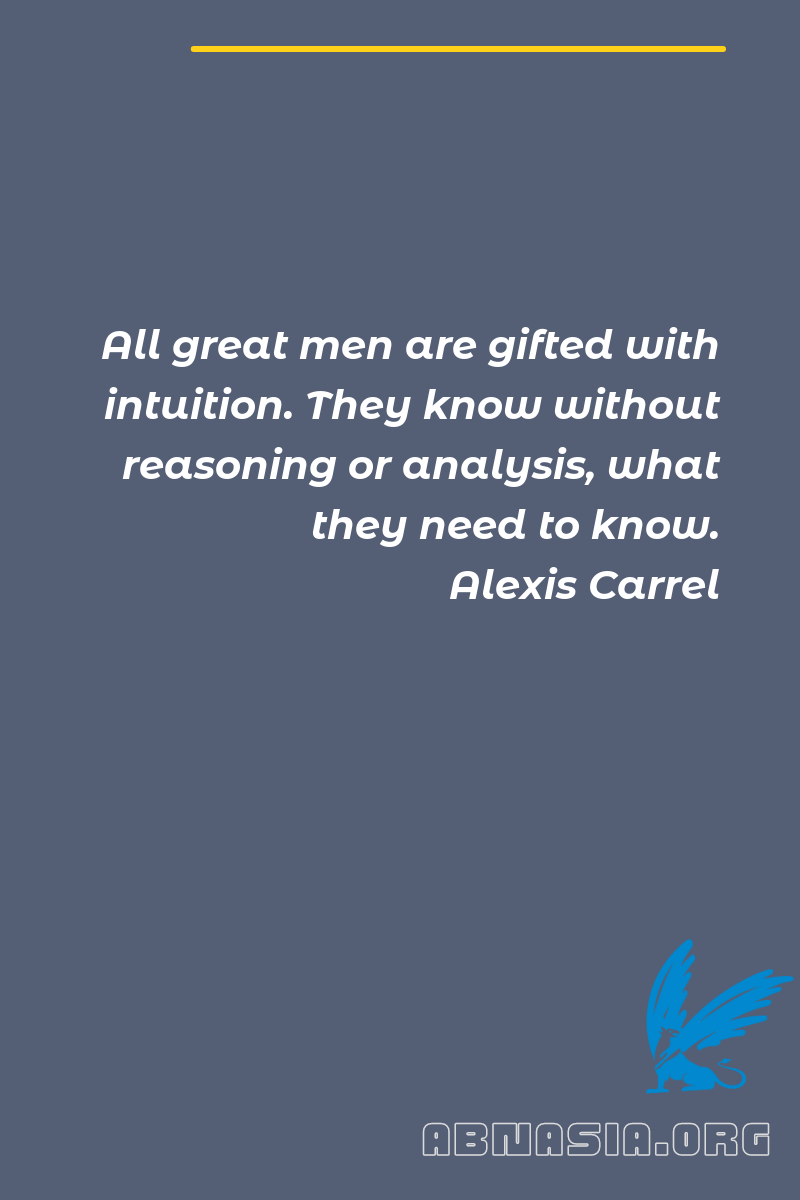 All great men are gifted with
intuition. They know without
reasoning or analysis, what
they need to know.
Alexis Carrel
ABNASIA.ORG